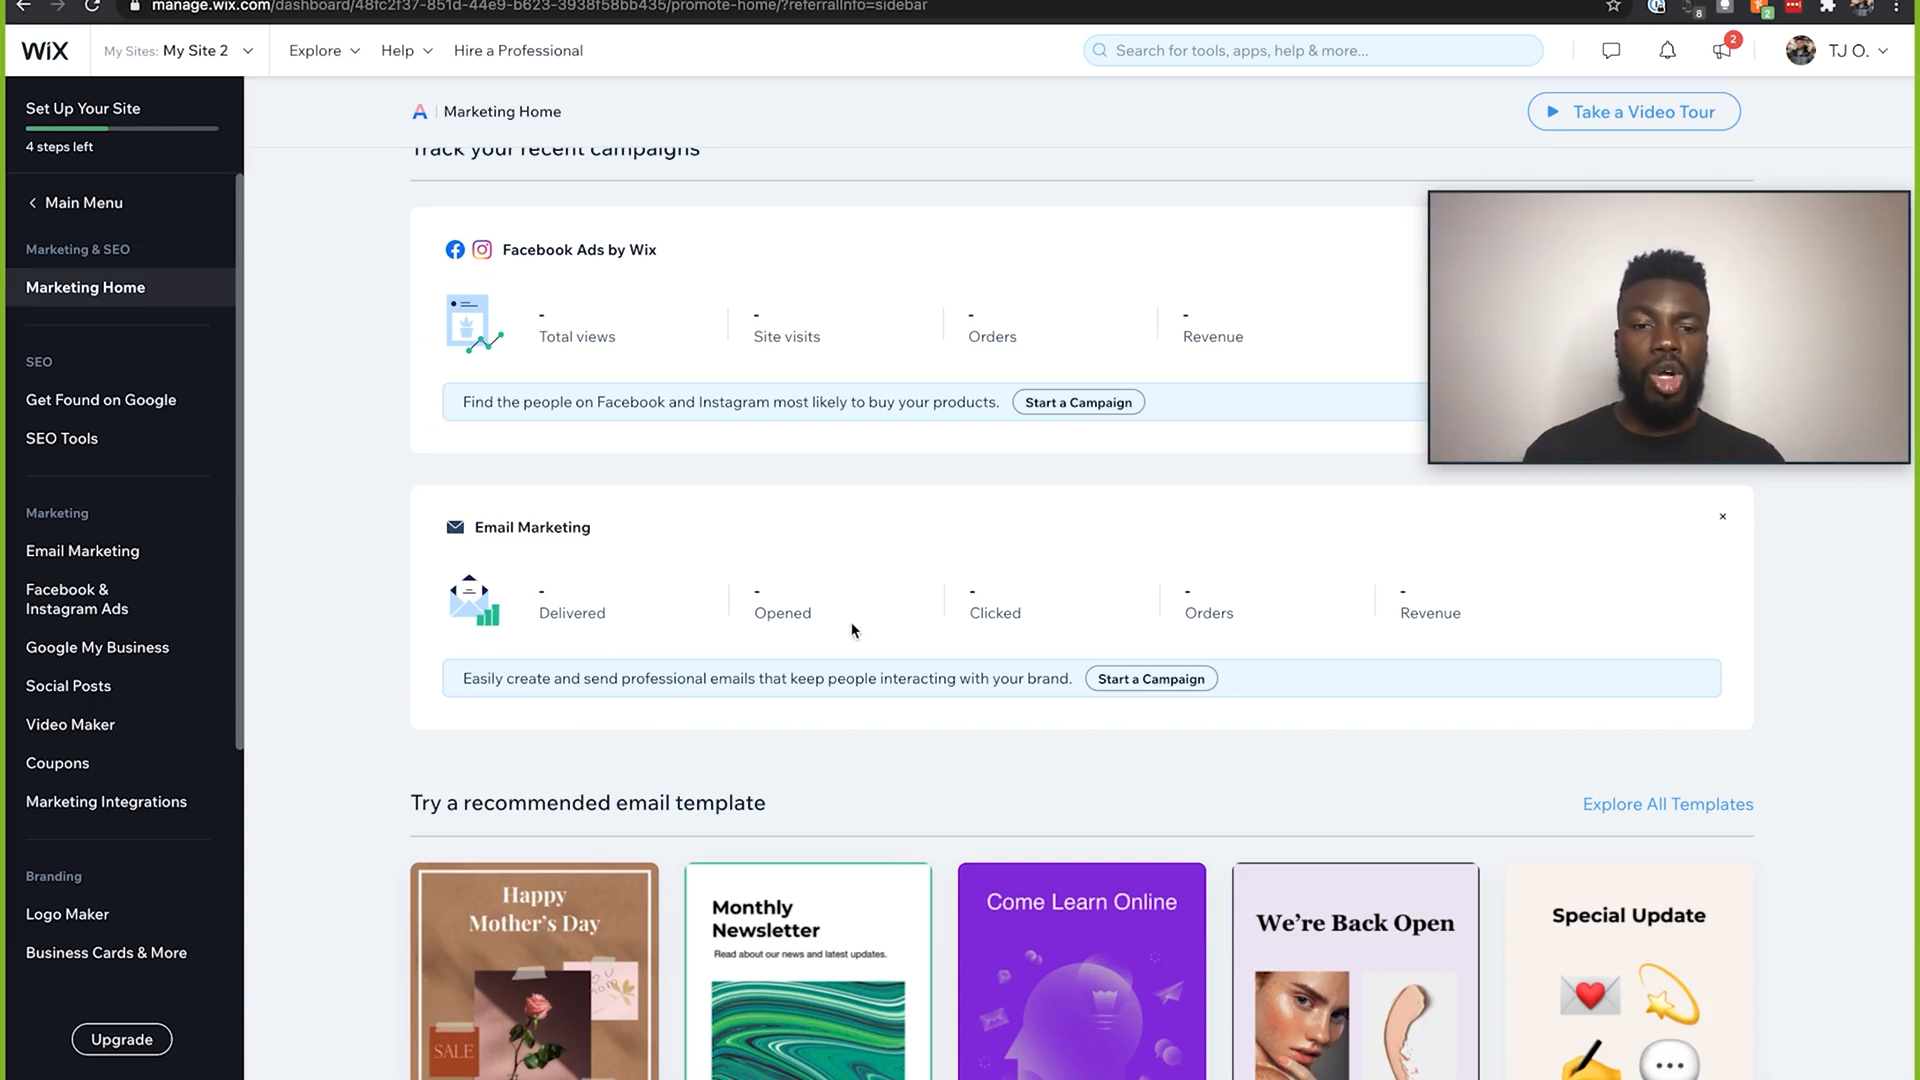 manage.wix.com/dashboard/48fc2f37-851d-44e9-b623-3938f58bb435/promote-home/?referralInfo=sidebar
8
2
WiX
My Sites: My Site 2
Explore
Help
Hire a Professional
Search for tools, apps, help & more...
2
TJ O.
Set Up Your Site
4 steps left
Main Menu
Marketing & SEO
Marketing Home
SEO
Get Found on Google
SEO Tools
Marketing
Email Marketing
Facebook &
Instagram Ads
Google My Business
Social Posts
Video Maker
Coupons
Marketing Integrations
Branding
Logo Maker
Business Cards & More
Upgrade
A
Marketing Home
Take a Video Tour
Track your recent campaigns
Facebook Ads by Wix
- - - -
Total views
Site visits
Orders
Revenue
Find the people on Facebook and Instagram most likely to buy your products.
Start a Campaign
Email Marketing
- - - - -
Delivered
Opened
Clicked
Orders
Revenue
Easily create and send professional emails that keep people interacting with your brand.
Start a Campaign
Try a recommended email template
Explore All Templates
Happy
Mother's Day
SALE
Monthly
Newsletter
Read about our news and latest updates.
Come Learn Online
We're Back Open
Special Update